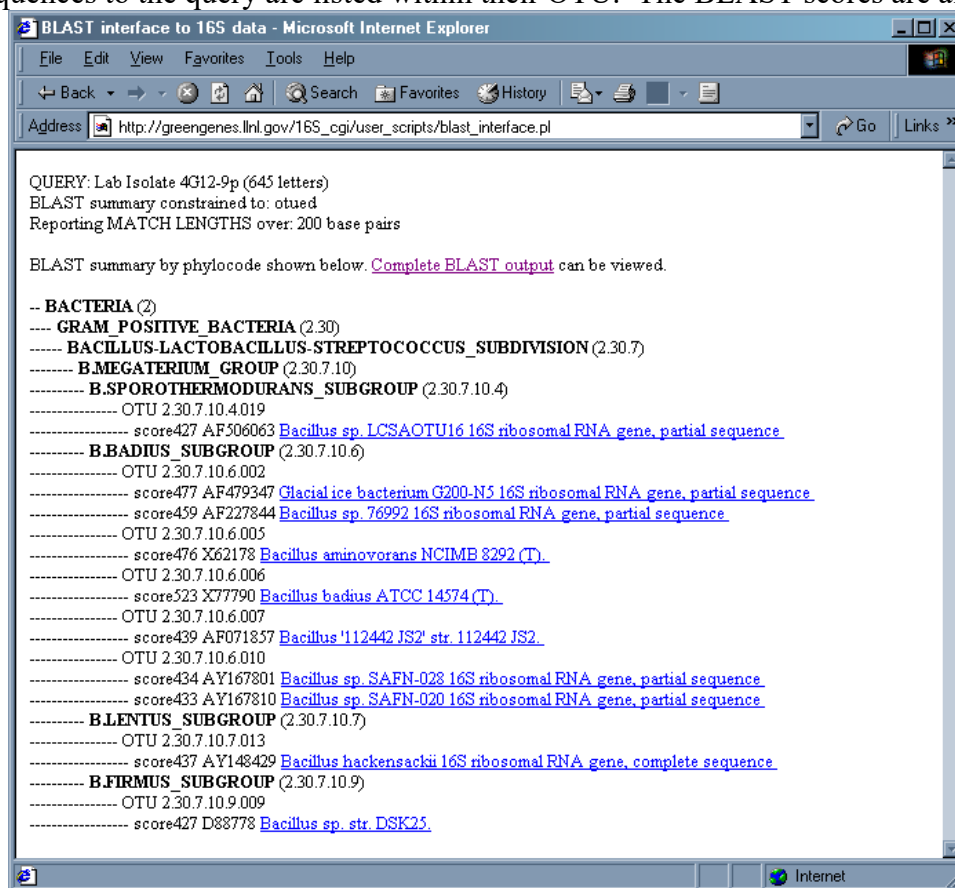 quences to the query are listed within their OTU. The BLAST scores are a
BLAST interface to 16S data - Microsoft Internet Explorer
File Edit View Favorites Tools Help
Back Search Favorites History
Address http://greengenes.llnl.gov/16S_cgi/user_scripts/blast_interface.pl Go Links »
QUERY: Lab Isolate 4G12-9p (645 letters)
BLAST summary constrained to: otued
Reporting MATCH LENGTHS over: 200 base pairs
BLAST summary by phylocode shown below. Complete BLAST output can be viewed.
-- BACTERIA (2)
---- GRAM_POSITIVE_BACTERIA (2.30)
------ BACILLUS-LACTOBACILLUS-STREPTOCOCCUS_SUBDIVISION (2.30.7)
-------- B.MEGATERIUM_GROUP (2.30.7.10)
---------- B.SPOROTHERMODURANS_SUBGROUP (2.30.7.10.4)
---------------- OTU 2.30.7.10.4.019
------------------ score427 AF506063 Bacillus sp. LCSAOTU16 16S ribosomal RNA gene, partial sequence
---------- B.BADIUS_SUBGROUP (2.30.7.10.6)
---------------- OTU 2.30.7.10.6.002
------------------ score477 AF479347 Glacial ice bacterium G200-N5 16S ribosomal RNA gene, partial sequence
------------------ score459 AF227844 Bacillus sp. 76992 16S ribosomal RNA gene, partial sequence
---------------- OTU 2.30.7.10.6.005
------------------ score476 X62178 Bacillus aminovorans NCIMB 8292 (T).
---------------- OTU 2.30.7.10.6.006
------------------ score523 X77790 Bacillus badius ATCC 14574 (T).
---------------- OTU 2.30.7.10.6.007
------------------ score439 AF071857 Bacillus '112442 JS2' str. 112442 JS2.
---------------- OTU 2.30.7.10.6.010
------------------ score434 AY167801 Bacillus sp. SAFN-028 16S ribosomal RNA gene, partial sequence
------------------ score433 AY167810 Bacillus sp. SAFN-020 16S ribosomal RNA gene, partial sequence
---------- B.LENTUS_SUBGROUP (2.30.7.10.7)
---------------- OTU 2.30.7.10.7.013
------------------ score437 AY148429 Bacillus hackensackii 16S ribosomal RNA gene, complete sequence
---------- B.FIRMUS_SUBGROUP (2.30.7.10.9)
---------------- OTU 2.30.7.10.9.009
------------------ score427 D88778 Bacillus sp. str. DSK25.
Internet